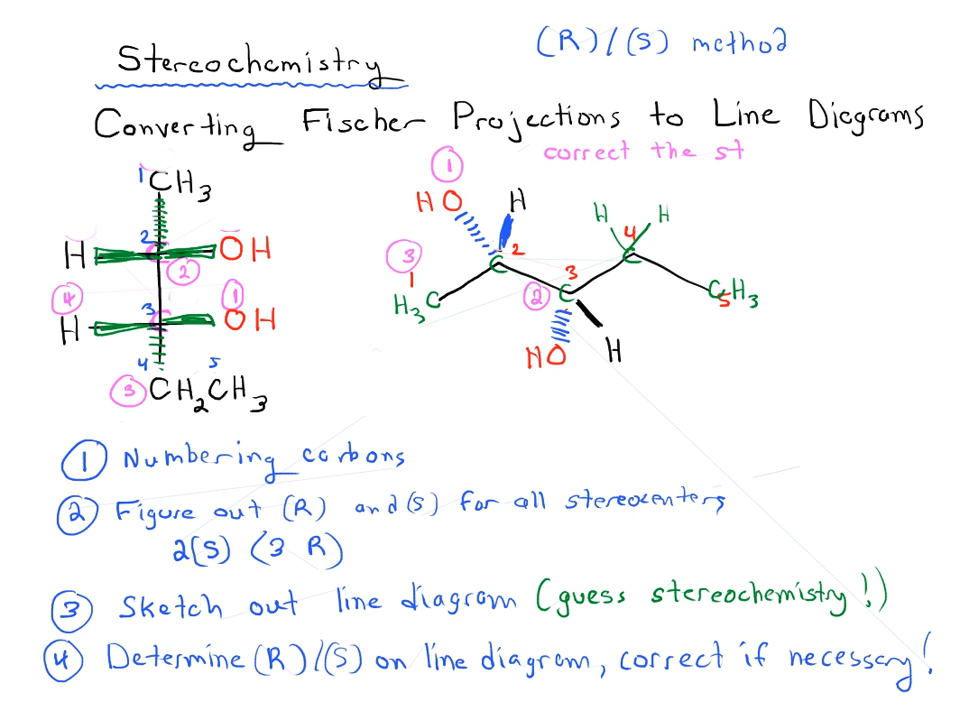 (R)/(S) method
Stereochemistry
Converting Fischer Projections to Line Diagrams
correct the st
1 CH3
H 2 OH
2
4 1
H 3 OH
4 5
3 CH2CH3
1
HO H H H
3 2 4
1 3
H3C C 2 C C CH3
5
HO H
1 Numbering carbons
2 Figure out (R) and (S) for all stereocenters
2(S) (3 R)
3 Sketch out line diagram (guess stereochemistry!)
4 Determine (R)/(S) on line diagram, correct if necessary!